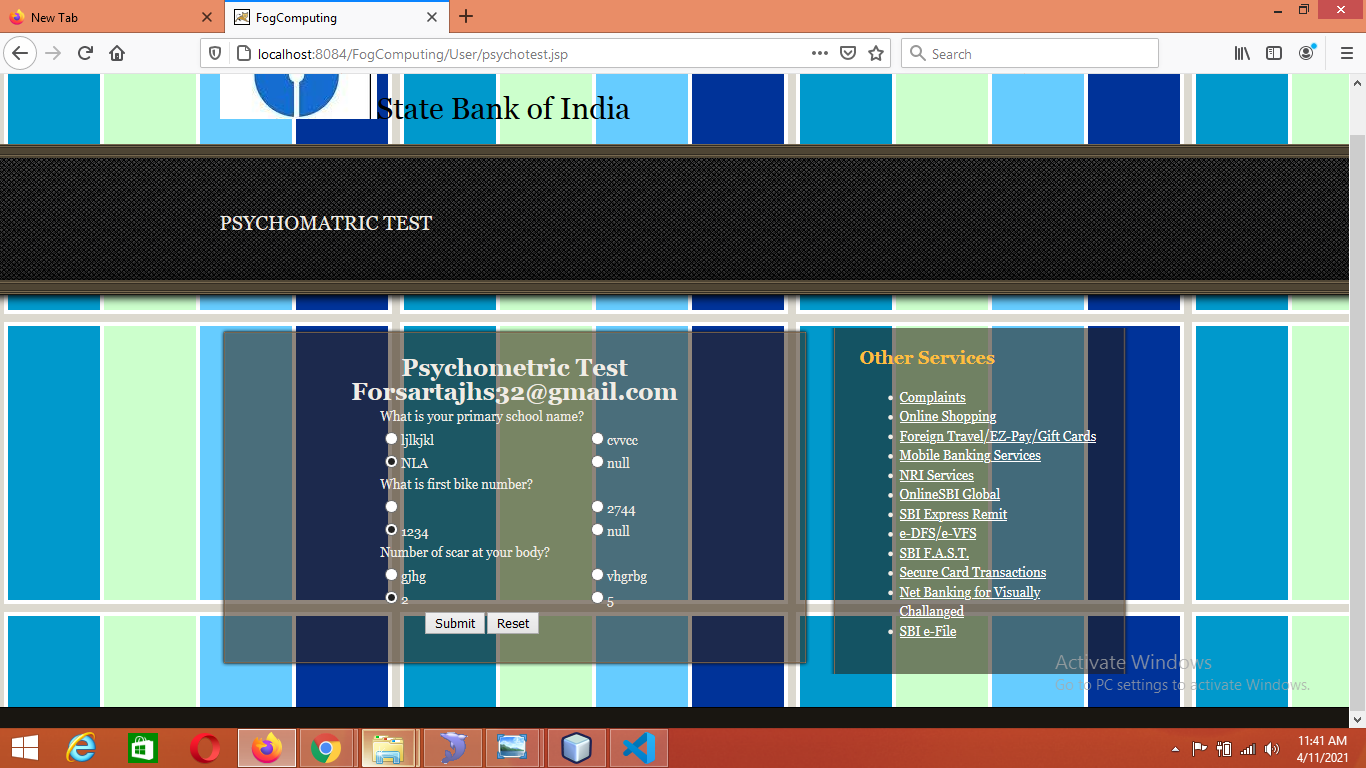 New Tab
FogComputing
localhost:8084/FogComputing/User/psychotest.jsp
Search
State Bank of India
PSYCHOMATRIC TEST
Psychometric Test
Forsartajhs32@gmail.com
What is your primary school name?
ljlkjkl cvvcc
NLA null
What is first bike number?
2744
1234 null
Number of scar at your body?
gjhg vhgrbg
2 5
Submit Reset
Other Services
Complaints
Online Shopping
Foreign Travel/EZ-Pay/Gift Cards
Mobile Banking Services
NRI Services
OnlineSBI Global
SBI Express Remit
e-DFS/e-VFS
SBI F.A.S.T.
Secure Card Transactions
Net Banking for Visually
Challanged
SBI e-File
Activate Windows
Go to PC settings to activate Windows.
11:41 AM
4/11/2021